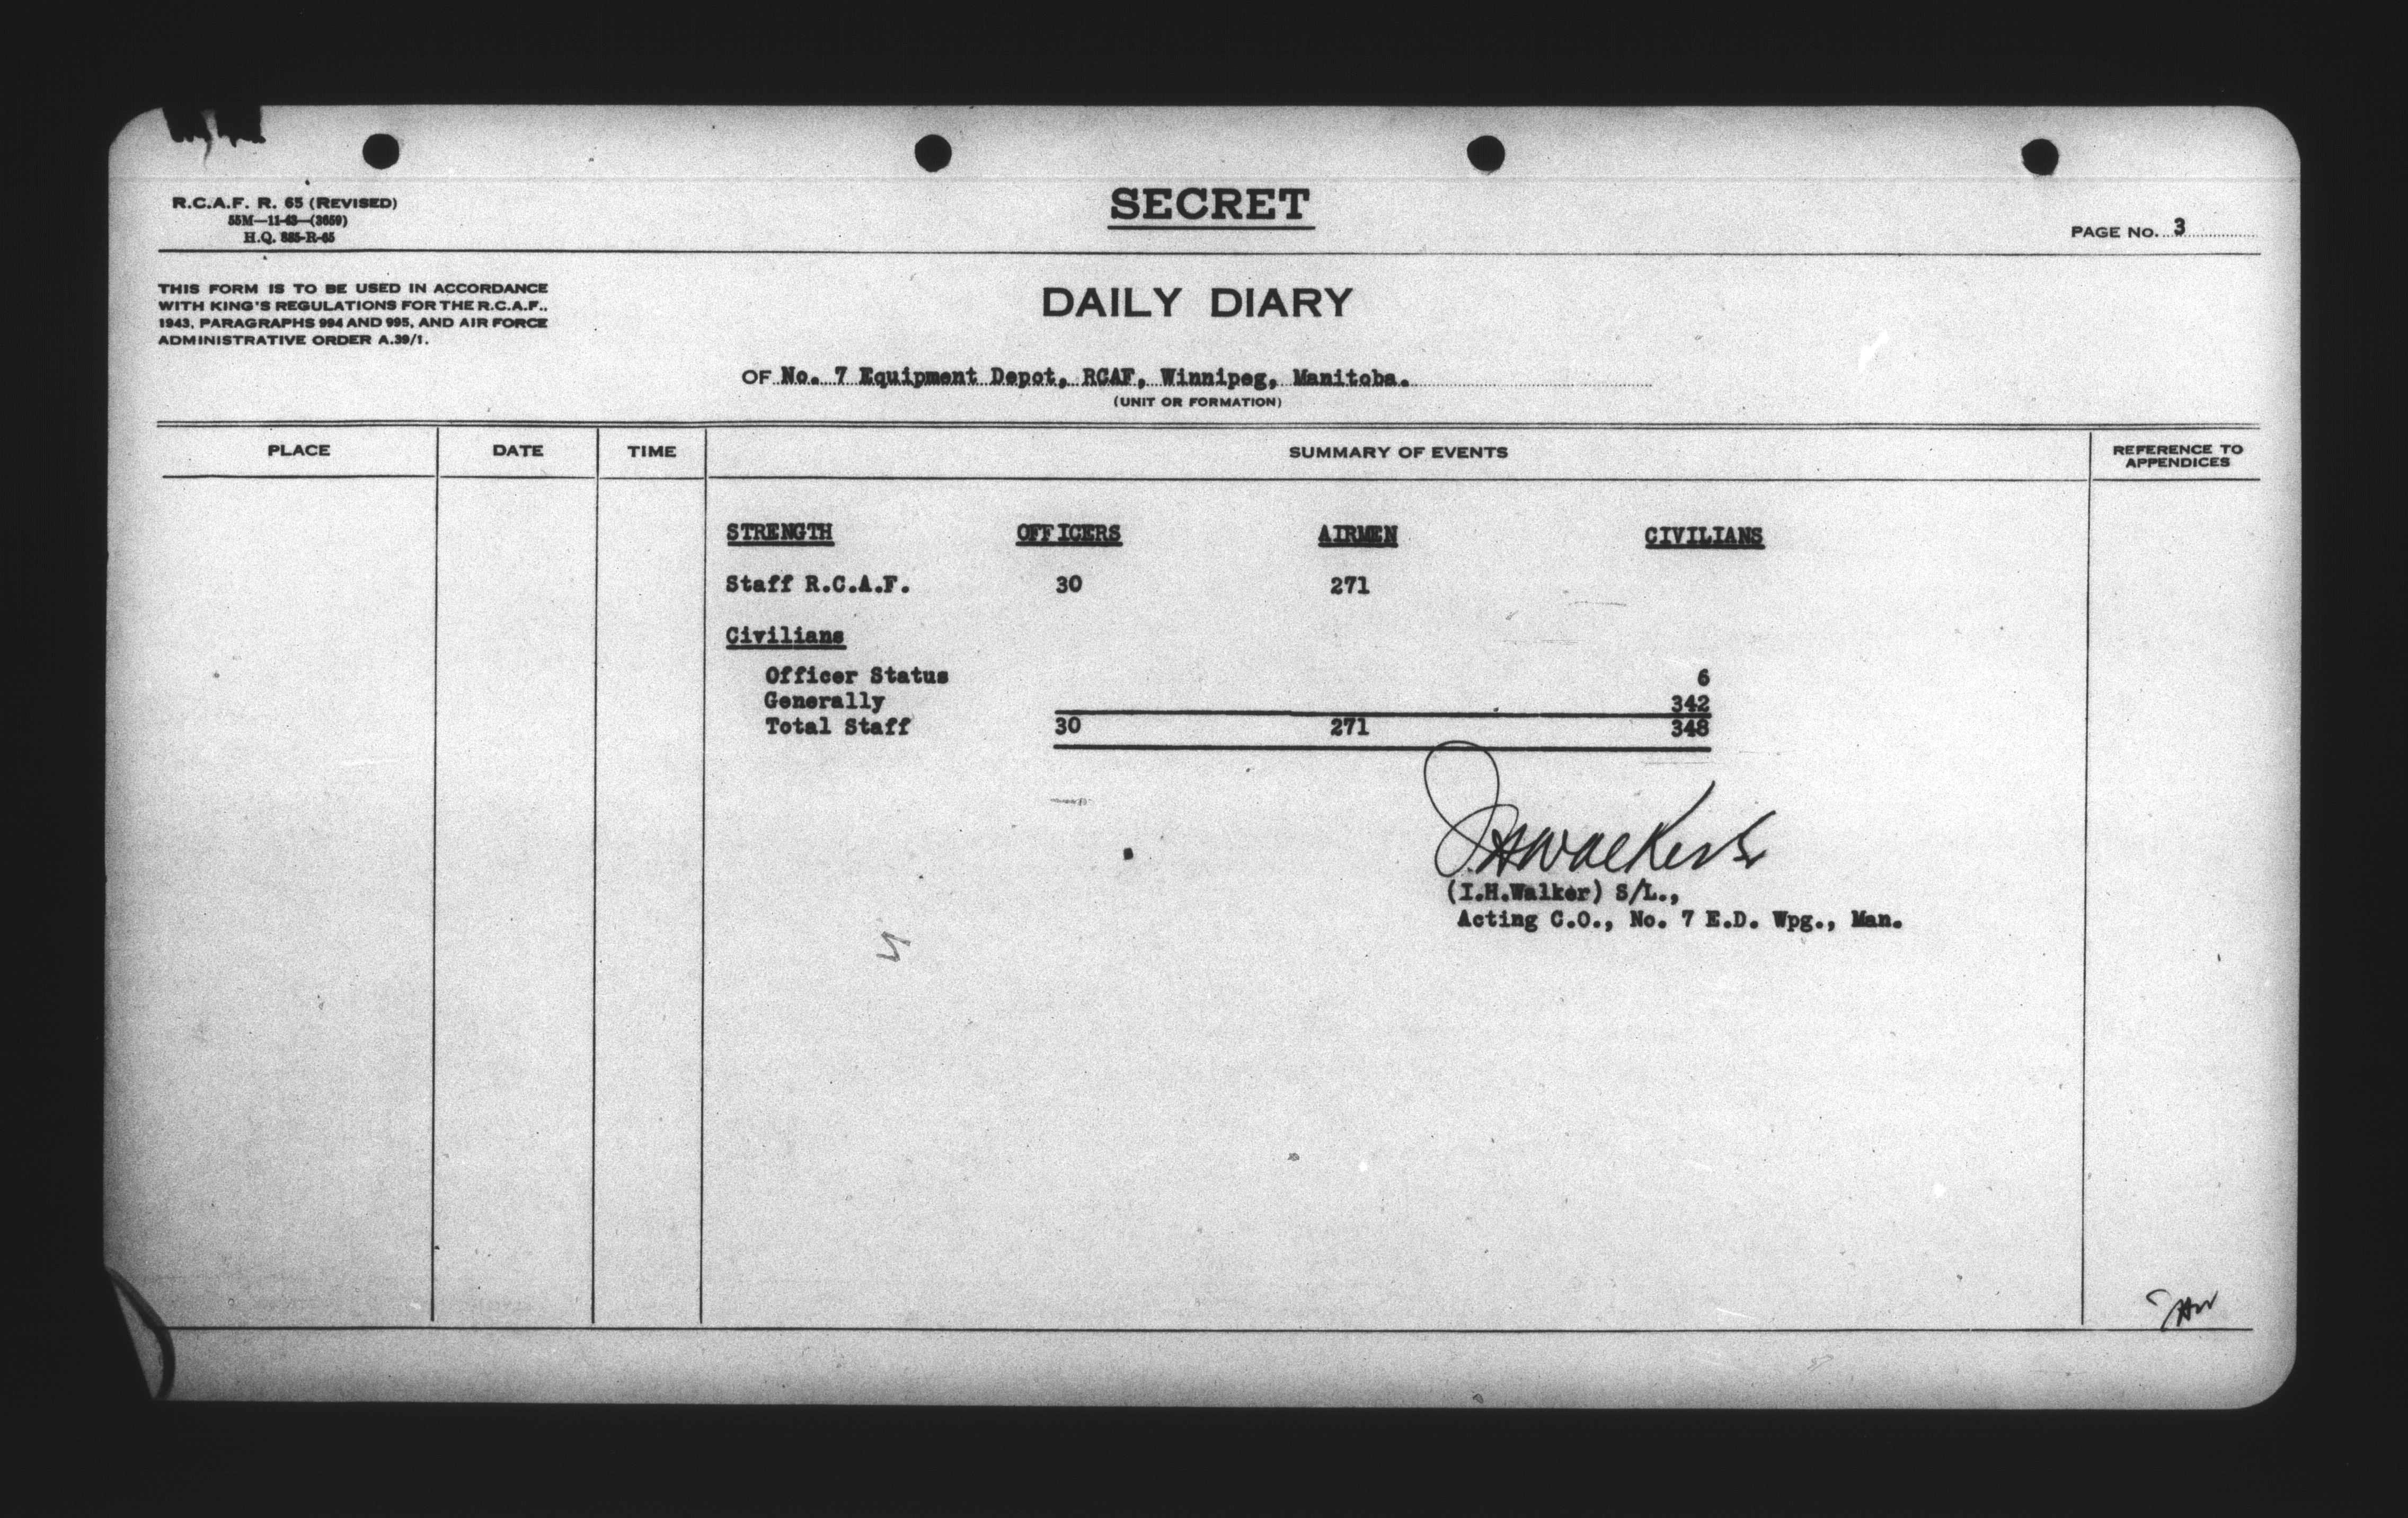 R.C.A.F. R. 65 (REVISED)
55M—11-43—(3659)
H.Q. 885-R-65
SECRET
PAGE NO. 3
THIS FORM IS TO BE USED IN ACCORDANCE
WITH KING'S REGULATIONS FOR THE R.C.A.F.,
1943, PARAGRAPHS 994 AND 995, AND AIR FORCE
ADMINISTRATIVE ORDER A.39/1.
DAILY DIARY
OF No. 7 Equipment Depot, RCAF, Winnipeg, Manitoba.
(UNIT OR FORMATION)
PLACE DATE TIME SUMMARY OF EVENTS REFERENCE TO APPENDICES
STRENGTH OFFICERS AIRMEN CIVILIANS
Staff R.C.A.F. 30 271
Civilians
Officer Status 6
Generally 342
Total Staff 30 271 348
IHWalker S/L
(I.H.Walker) S/L.,
Acting C.O., No. 7 E.D. Wpg., Man.
IHW